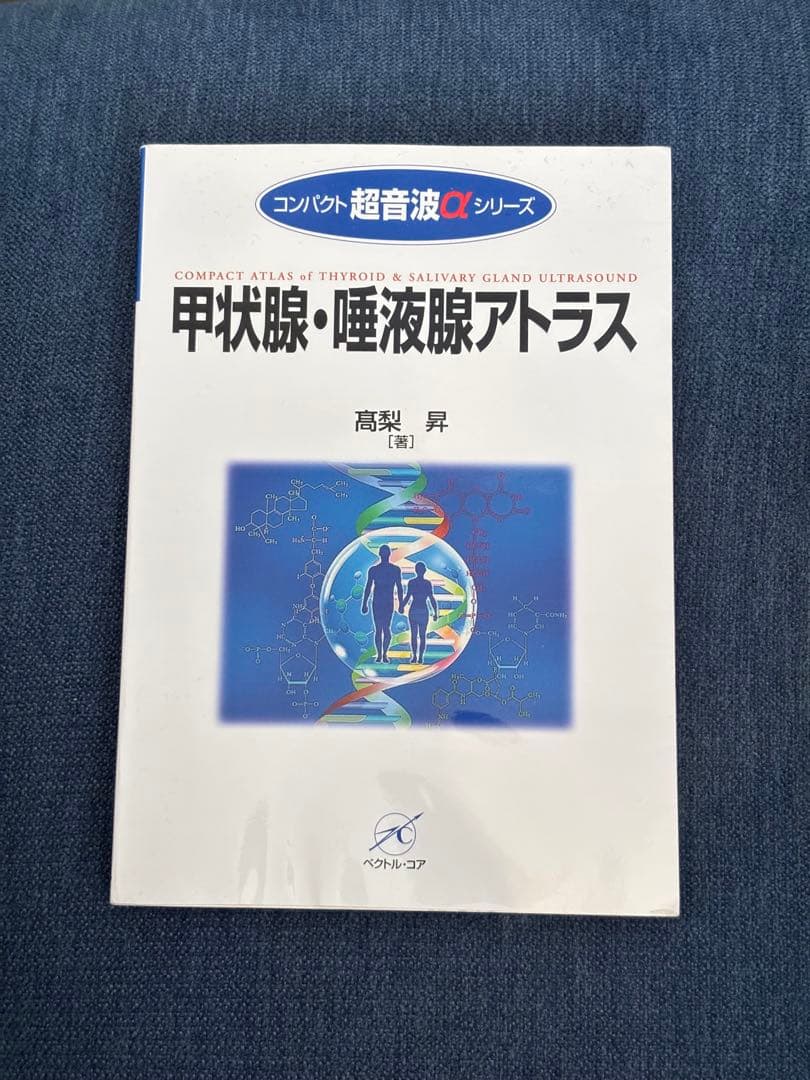 コンパクト 超音波α シリーズ
COMPACT ATLAS of THYROID & SALIVARY GLAND ULTRASOUND
甲状腺・唾液腺アトラス
髙梨 昇
[著]
ベクトル・コア